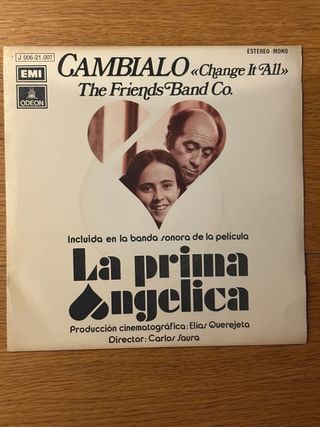 J 006-21.007
ESTEREO-MONO
EMI
ODEON
CAMBIALO «Change It All»
The Friends Band Co.
Incluida en la banda sonora de la película
La prima
Angelica
Producción cinematográfica: Elías Querejeta
Director: Carlos Saura